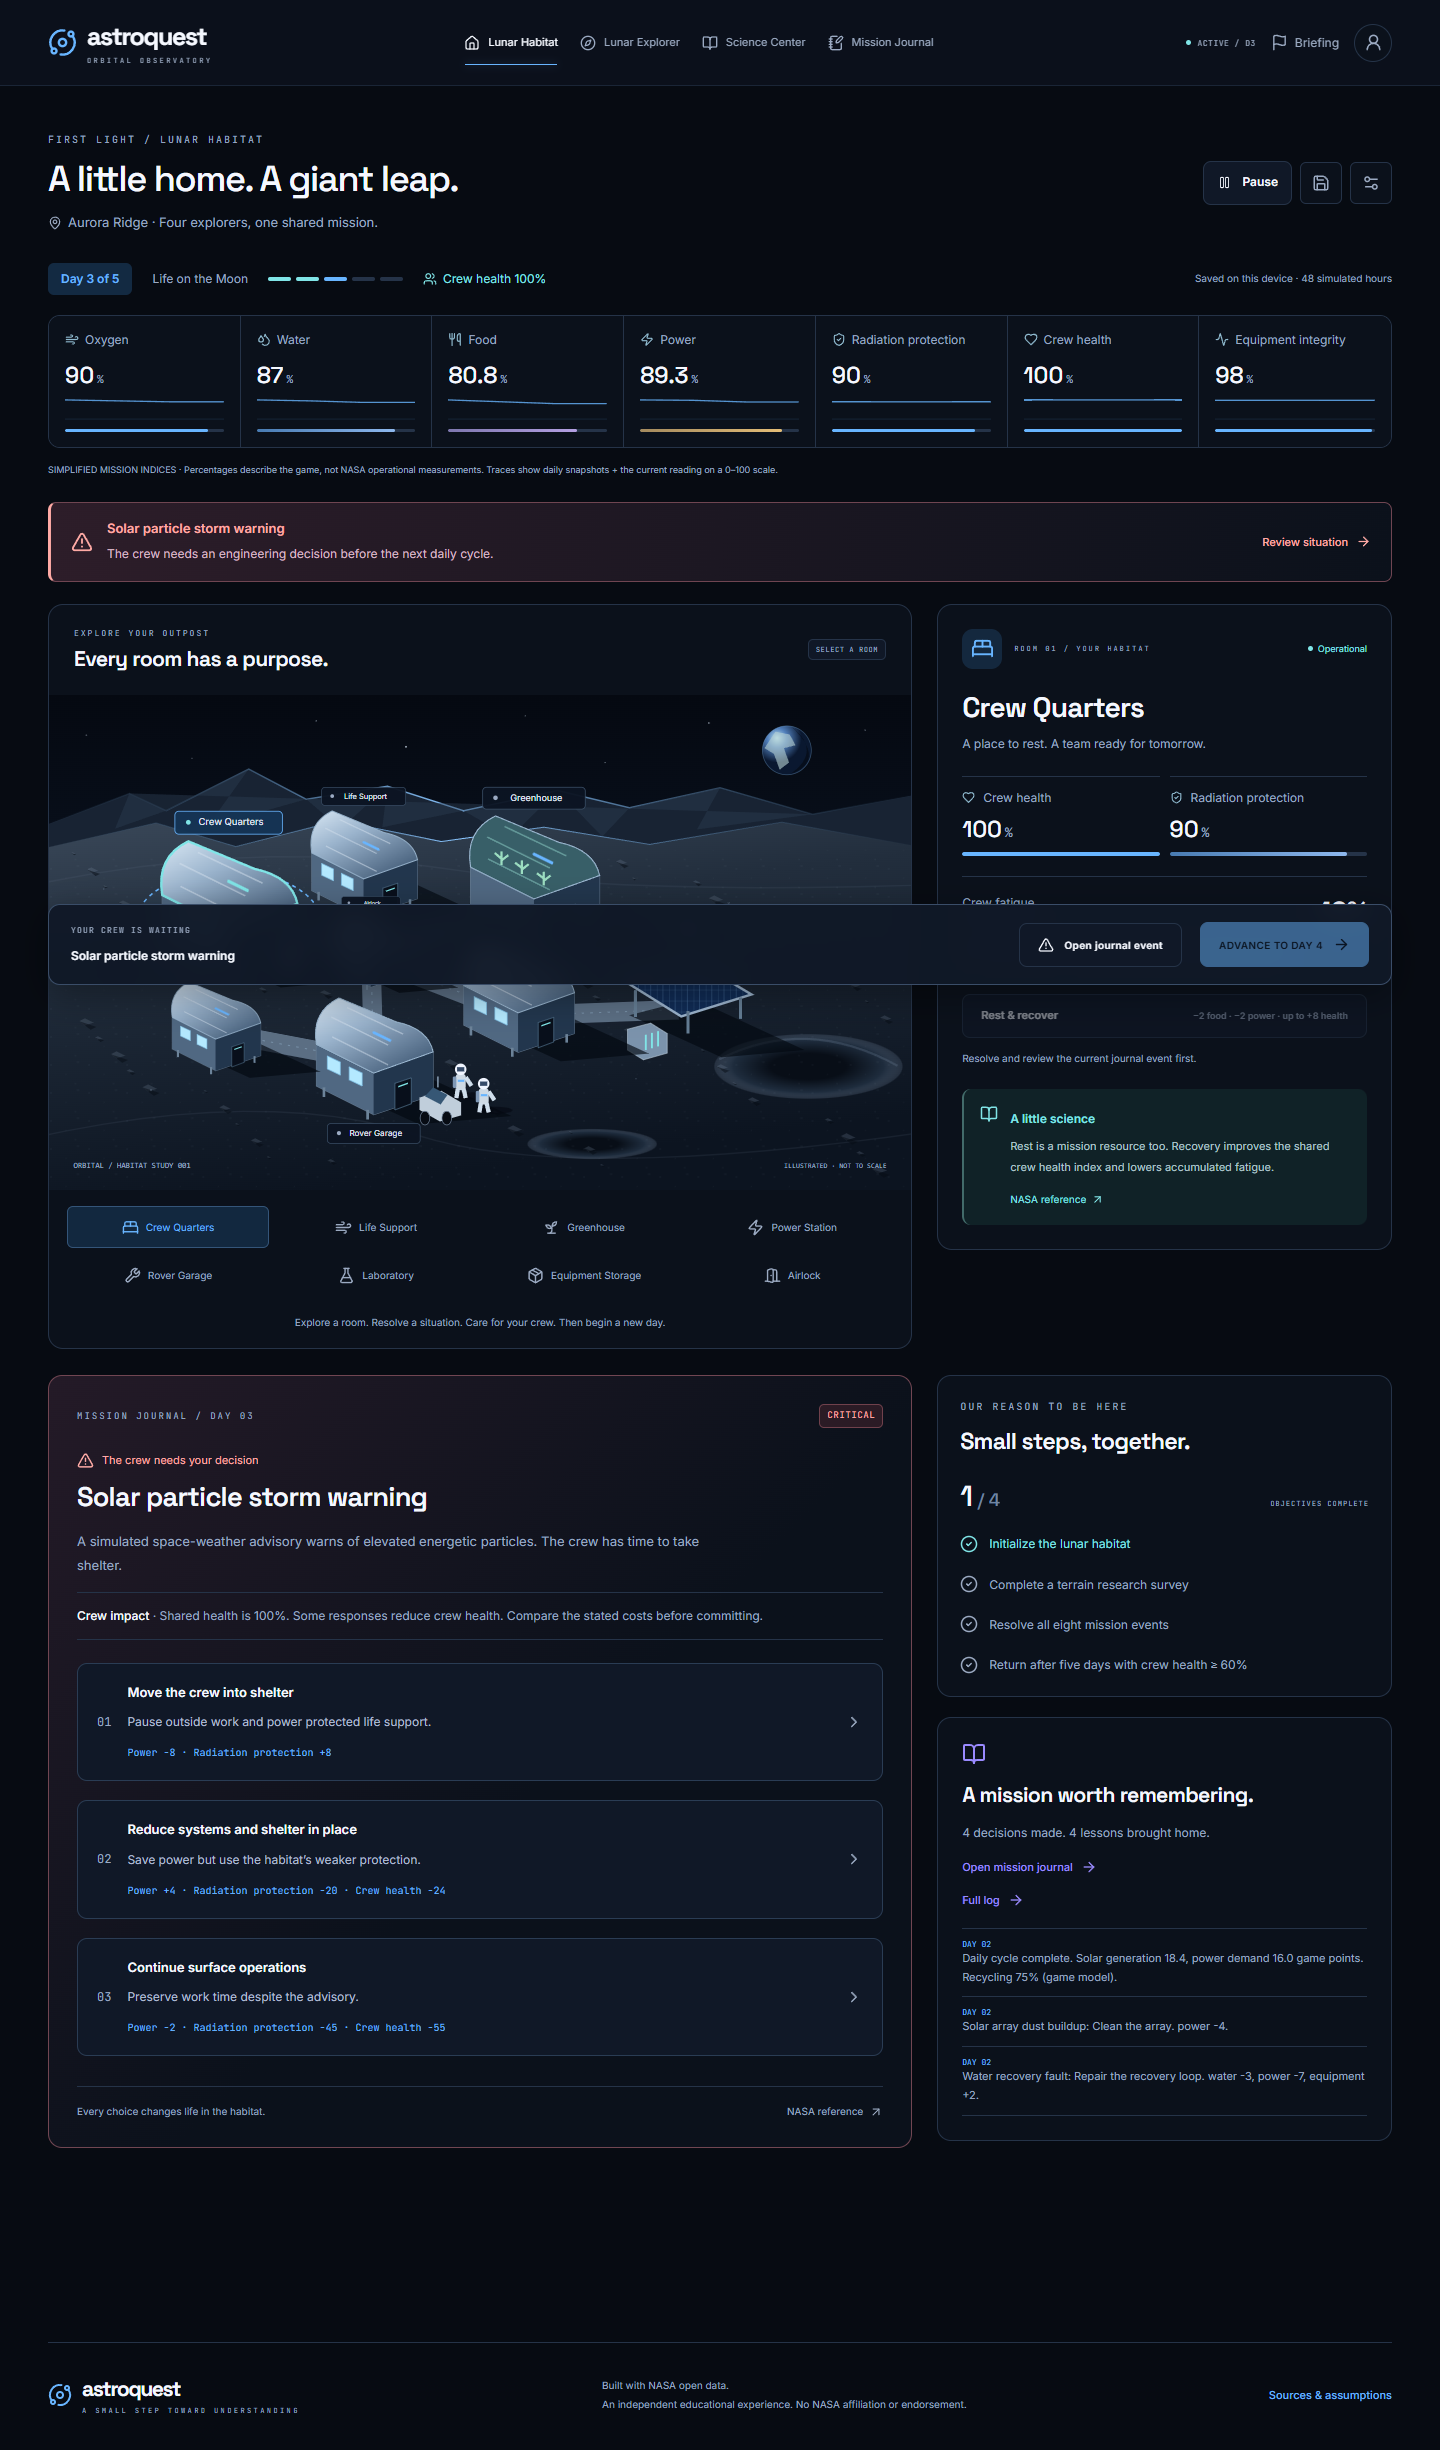 astroquest
ORBITAL OBSERVATORY
Lunar Habitat
Lunar Explorer
Science Center
Mission Journal
ACTIVE / D3
Briefing
FIRST LIGHT / LUNAR HABITAT
A little home. A giant leap.
Aurora Ridge · Four explorers, one shared mission.
Pause
Day 3 of 5
Life on the Moon
Crew health 100%
Saved on this device · 48 simulated hours
Oxygen
90%
Water
87%
Food
80.8%
Power
89.3%
Radiation protection
90%
Crew health
100%
Equipment integrity
98%
SIMPLIFIED MISSION INDICES · Percentages describe the game, not NASA operational measurements. Traces show daily snapshots + the current reading on a 0–100 scale.
Solar particle storm warning
The crew needs an engineering decision before the next daily cycle.
Review situation
EXPLORE YOUR OUTPOST
Every room has a purpose.
SELECT A ROOM
Life Support
Greenhouse
Crew Quarters
Airlock
Rover Garage
ORBITAL / HABITAT STUDY 001
ILLUSTRATED · NOT TO SCALE
Crew Quarters
Life Support
Greenhouse
Power Station
Rover Garage
Laboratory
Equipment Storage
Airlock
Explore a room. Resolve a situation. Care for your crew. Then begin a new day.
ROOM 01 / YOUR HABITAT
Operational
Crew Quarters
A place to rest. A team ready for tomorrow.
Crew health
100%
Radiation protection
90%
Crew fatigue
YOUR CREW IS WAITING
Solar particle storm warning
Open journal event
ADVANCE TO DAY 4
Rest & recover
−2 food · −2 power · up to +8 health
Resolve and review the current journal event first.
A little science
Rest is a mission resource too. Recovery improves the shared
crew health index and lowers accumulated fatigue.
NASA reference
MISSION JOURNAL / DAY 03
CRITICAL
The crew needs your decision
Solar particle storm warning
A simulated space-weather advisory warns of elevated energetic particles. The crew has time to take
shelter.
Crew impact · Shared health is 100%. Some responses reduce crew health. Compare the stated costs before committing.
01
Move the crew into shelter
Pause outside work and power protected life support.
Power -8 · Radiation protection +8
02
Reduce systems and shelter in place
Save power but use the habitat's weaker protection.
Power +4 · Radiation protection -20 · Crew health -24
03
Continue surface operations
Preserve work time despite the advisory.
Power -2 · Radiation protection -45 · Crew health -55
Every choice changes life in the habitat.
NASA reference
OUR REASON TO BE HERE
Small steps, together.
1 / 4
OBJECTIVES COMPLETE
Initialize the lunar habitat
Complete a terrain research survey
Resolve all eight mission events
Return after five days with crew health ≥ 60%
A mission worth remembering.
4 decisions made. 4 lessons brought home.
Open mission journal
Full log
DAY 02
Daily cycle complete. Solar generation 18.4, power demand 16.0 game points.
Recycling 75% (game model).
DAY 02
Solar array dust buildup: Clean the array. power -4.
DAY 02
Water recovery fault: Repair the recovery loop. water -3, power -7, equipment
+2.
astroquest
A SMALL STEP TOWARD UNDERSTANDING
Built with NASA open data.
An independent educational experience. No NASA affiliation or endorsement.
Sources & assumptions